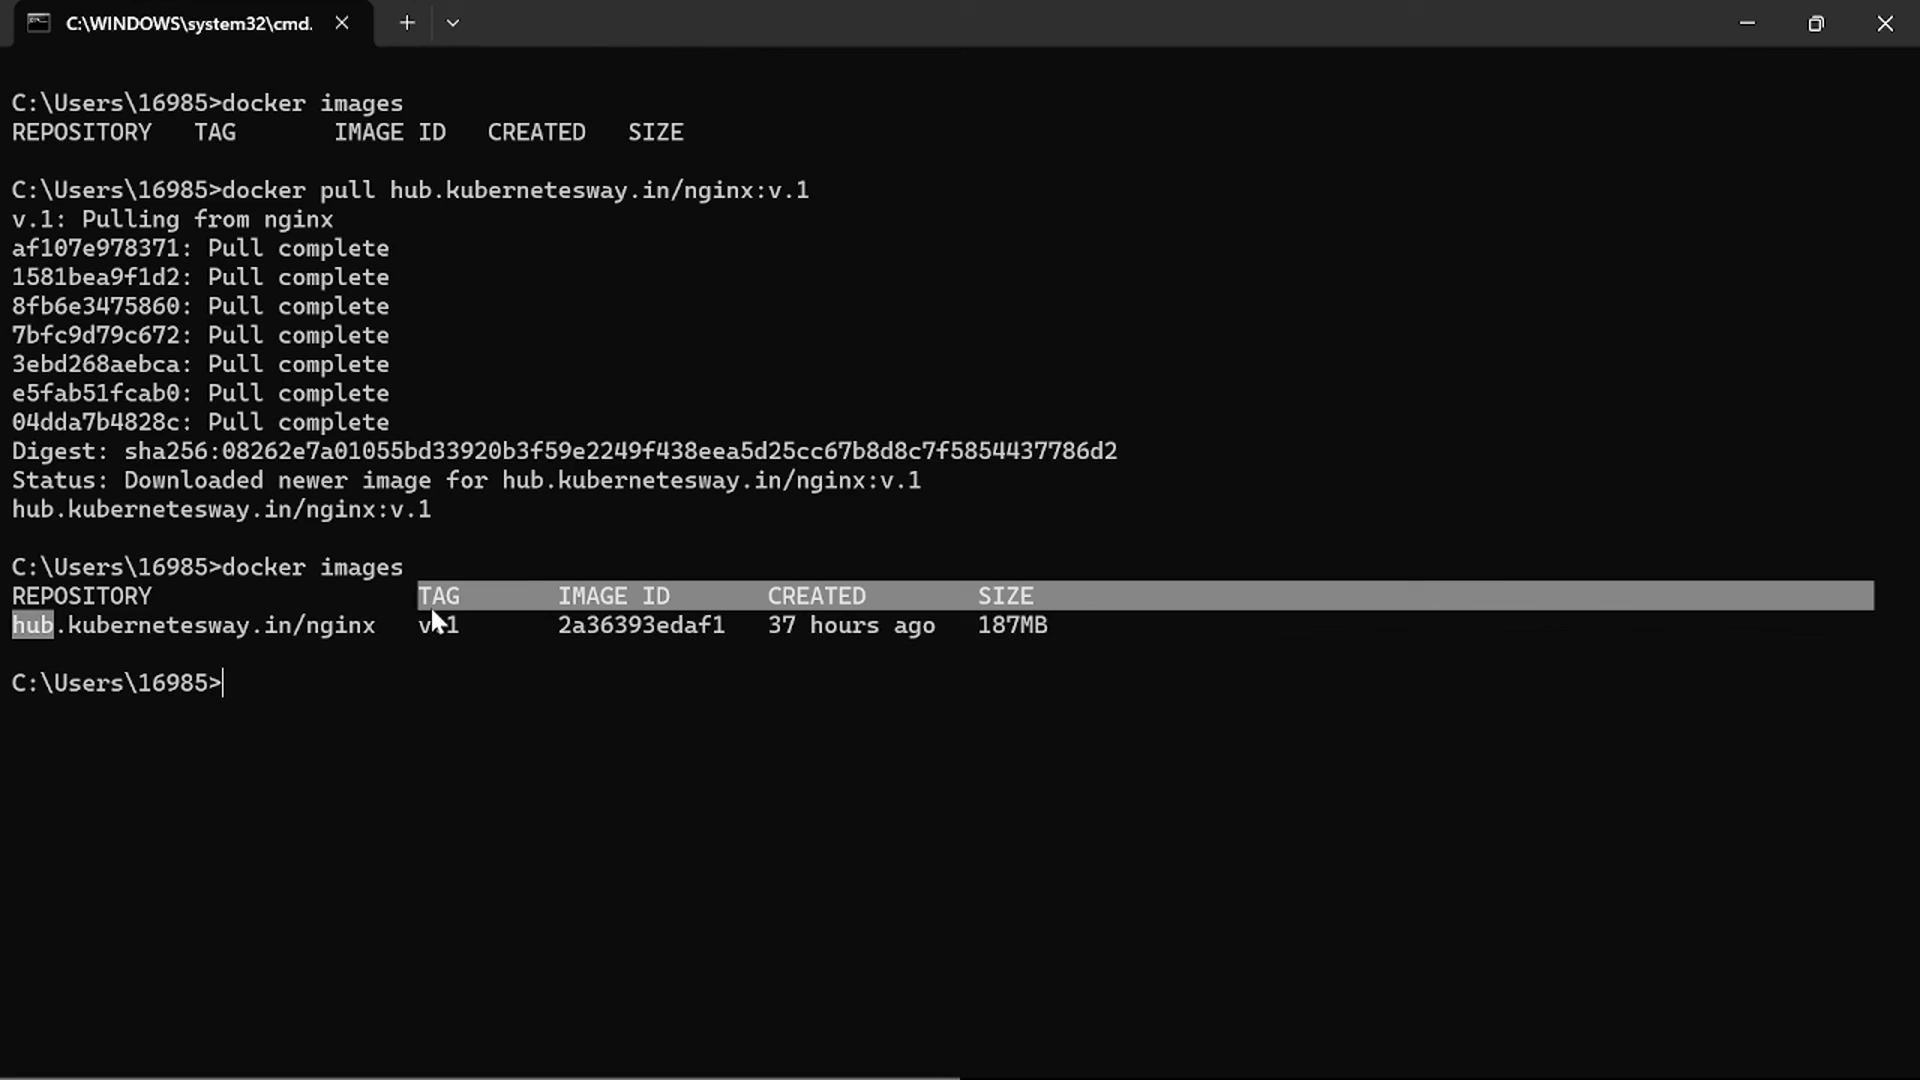 C:\WINDOWS\system32\cmd.
C:\Users\16985>docker images
REPOSITORY   TAG       IMAGE ID   CREATED   SIZE
C:\Users\16985>docker pull hub.kubernetesway.in/nginx:v.1
v.1: Pulling from nginx
af107e978371: Pull complete
1581bea9f1d2: Pull complete
8fb6e3475860: Pull complete
7bfc9d79c672: Pull complete
3ebd268aebca: Pull complete
e5fab51fcab0: Pull complete
04dda7b4828c: Pull complete
Digest: sha256:08262e7a01055bd33920b3f59e2249f438eea5d25cc67b8d8c7f5854437786d2
Status: Downloaded newer image for hub.kubernetesway.in/nginx:v.1
hub.kubernetesway.in/nginx:v.1
C:\Users\16985>docker images
REPOSITORY                   TAG       IMAGE ID       CREATED        SIZE
hub.kubernetesway.in/nginx   v.1       2a36393edaf1   37 hours ago   187MB
C:\Users\16985>